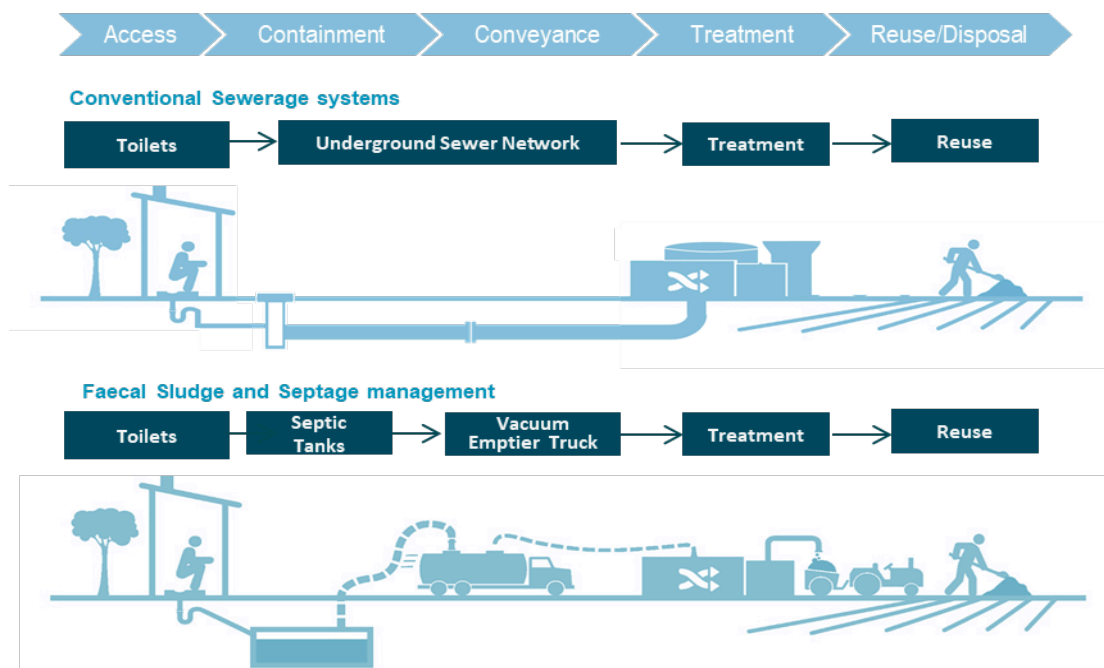 Access Containment Conveyance Treatment Reuse/Disposal
Conventional Sewerage systems
Toilets Underground Sewer Network Treatment Reuse
Faecal Sludge and Septage management
Toilets Septic Tanks Vacuum Emptier Truck Treatment Reuse